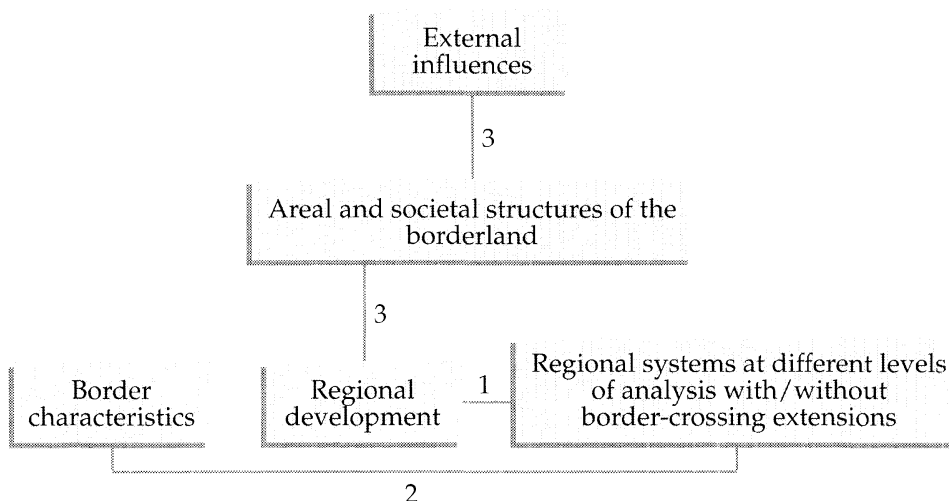 External
influences
3
Areal and societal structures of the
borderland
3
Border
characteristics
Regional
development
1
Regional systems at different levels
of analysis with/without
border-crossing extensions
2